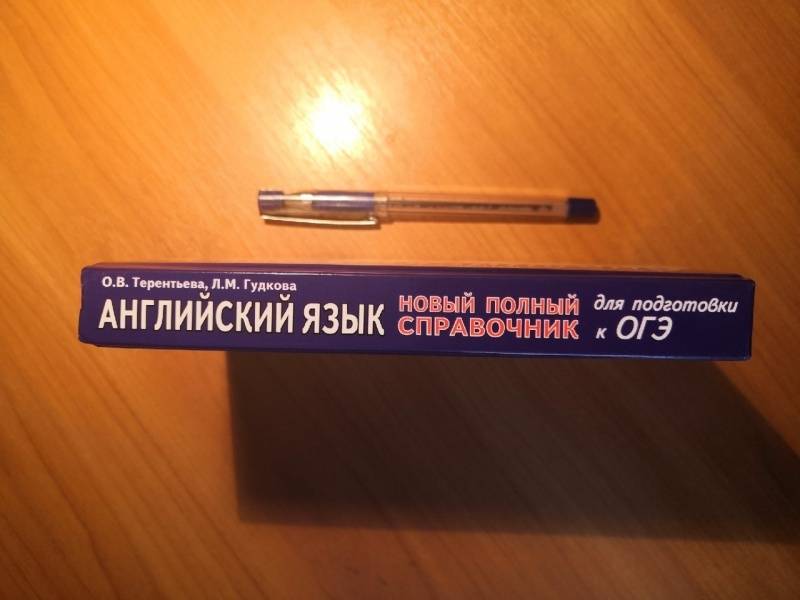 О.В. Терентьева, Л.М. Гудкова
АНГЛИЙСКИЙ ЯЗЫК
НОВЫЙ ПОЛНЫЙ
СПРАВОЧНИК
для подготовки
к ОГЭ